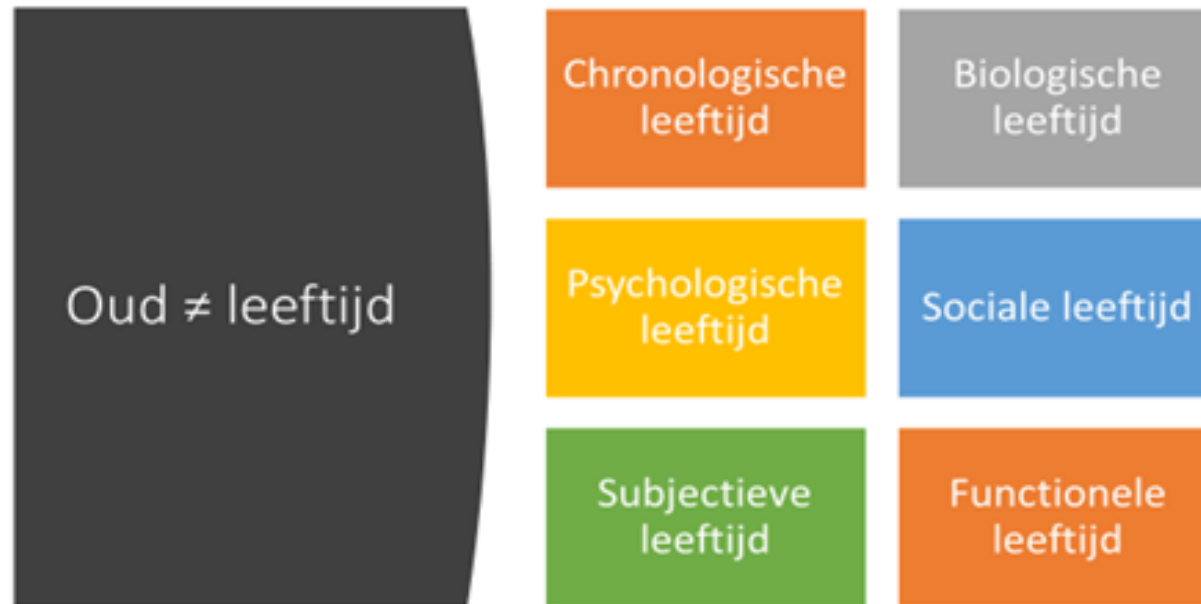 Oud ≠ leeftijd
Chronologische
leeftijd
Biologische
leeftijd
Psychologische
leeftijd
Sociale leeftijd
Subjectieve
leeftijd
Functionele
leeftijd